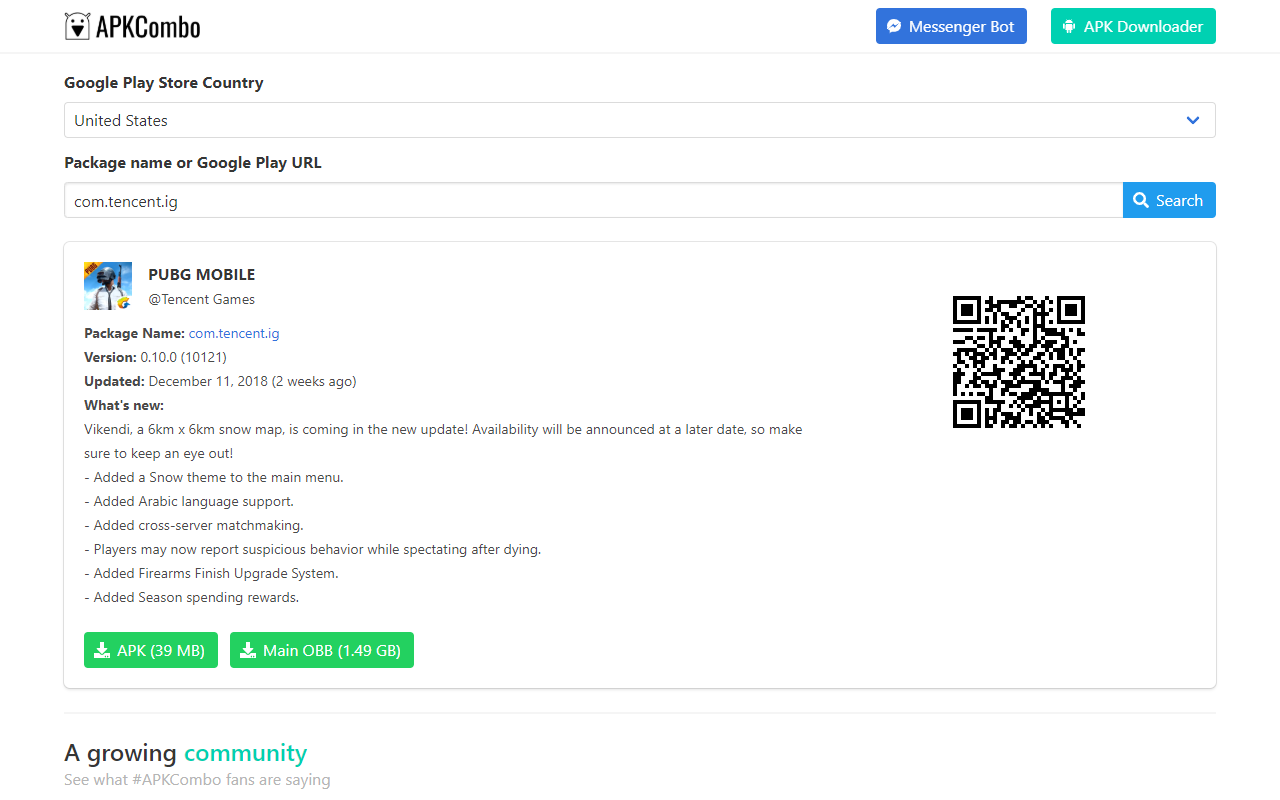 APKCombo
Messenger Bot
APK Downloader
Google Play Store Country
United States
Package name or Google Play URL
com.tencent.ig
Search
PUBG
PUBG MOBILE
@Tencent Games
Package Name: com.tencent.ig
Version: 0.10.0 (10121)
Updated: December 11, 2018 (2 weeks ago)
What's new:
Vikendi, a 6km x 6km snow map, is coming in the new update! Availability will be announced at a later date, so make
sure to keep an eye out!
- Added a Snow theme to the main menu.
- Added Arabic language support.
- Added cross-server matchmaking.
- Players may now report suspicious behavior while spectating after dying.
- Added Firearms Finish Upgrade System.
- Added Season spending rewards.
APK (39 MB)
Main OBB (1.49 GB)
A growing community
See what #APKCombo fans are saying